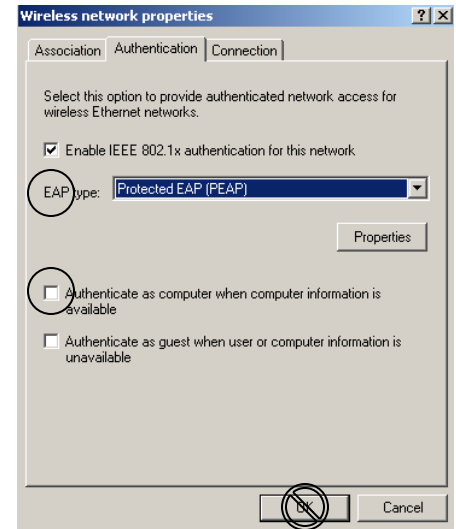 Wireless network properties
Association Authentication Connection
Select this option to provide authenticated network access for
wireless Ethernet networks.
Enable IEEE 802.1x authentication for this network
EAP type: Protected EAP (PEAP)
Properties
Authenticate as computer when computer information is
available
Authenticate as guest when user or computer information is
unavailable
OK Cancel